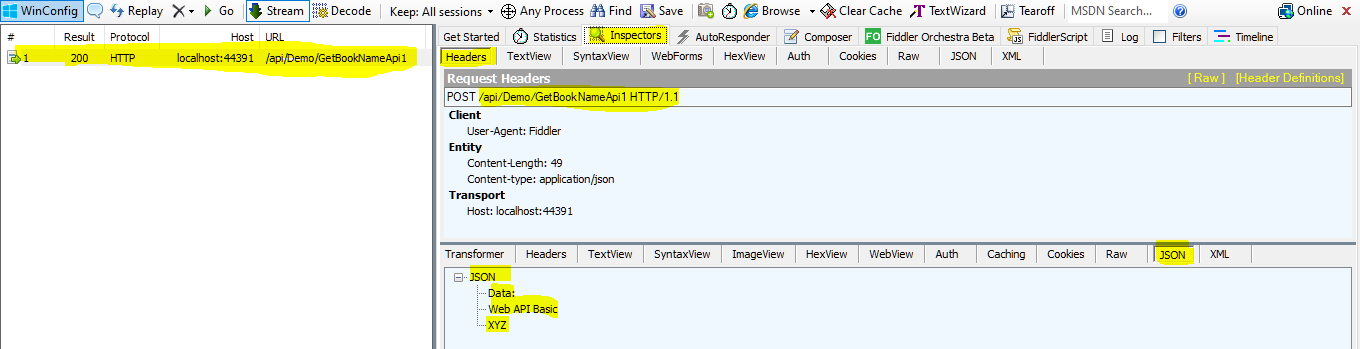 WinConfig Replay Go Stream Decode Keep: All sessions Any Process Find Save Browse Clear Cache TextWizard Tearoff MSDN Search... Online
# Result Protocol Host URL
1 200 HTTP localhost:44391 /api/Demo/GetBookNameApi1
Get Started Statistics Inspectors AutoResponder Composer FO Fiddler Orchestra Beta JS FiddlerScript Log Filters Timeline
Headers TextView SyntaxView WebForms HexView Auth Cookies Raw JSON XML
Request Headers [ Raw ] [Header Definitions]
POST /api/Demo/GetBookNameApi1 HTTP/1.1
Client
User-Agent: Fiddler
Entity
Content-Length: 49
Content-type: application/json
Transport
Host: localhost:44391
Transformer Headers TextView SyntaxView ImageView HexView WebView Auth Caching Cookies Raw JSON XML
JSON
Data:
Web API Basic
XYZ